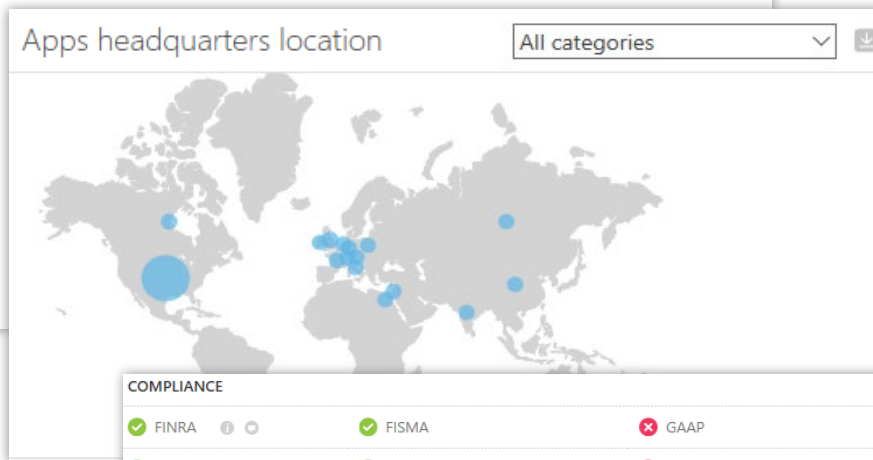 Apps headquarters location
All categories
COMPLIANCE
FINRA FISMA GAAP